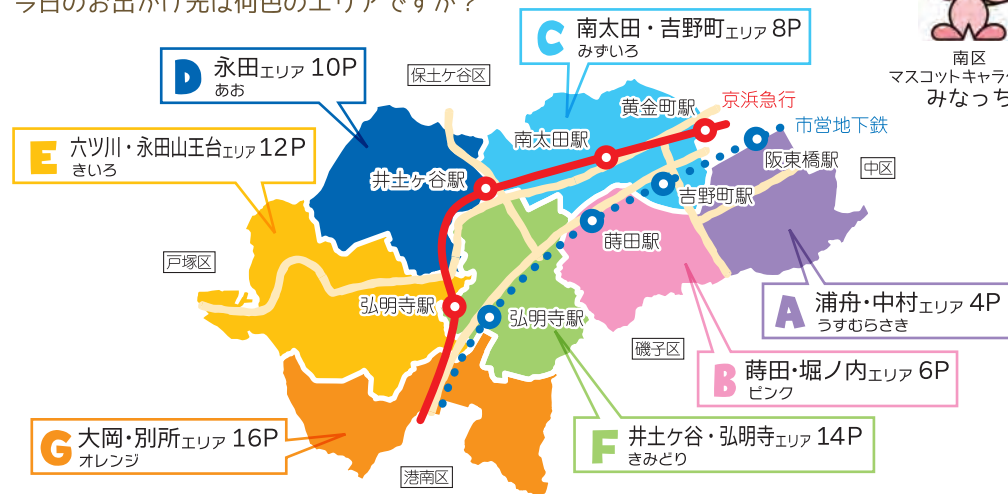 今日のお出かけ先は何色のエリアですか？
C 南太田・吉野町エリア 8P
みずいろ
D 永田エリア 10P
あお
保土ケ谷区
南区
マスコットキャラ
みなっち
黄金町駅
京浜急行
南太田駅
市営地下鉄
E 六ツ川・永田山王台エリア 12P
きいろ
阪東橋駅
中区
井土ヶ谷駅
吉野町駅
蒔田駅
戸塚区
弘明寺駅
弘明寺駅
A 浦舟・中村エリア 4P
うすむらさき
磯子区
B 蒔田・堀ノ内エリア 6P
ピンク
G 大岡・別所エリア 16P
オレンジ
F 井土ケ谷・弘明寺エリア 14P
きみどり
港南区